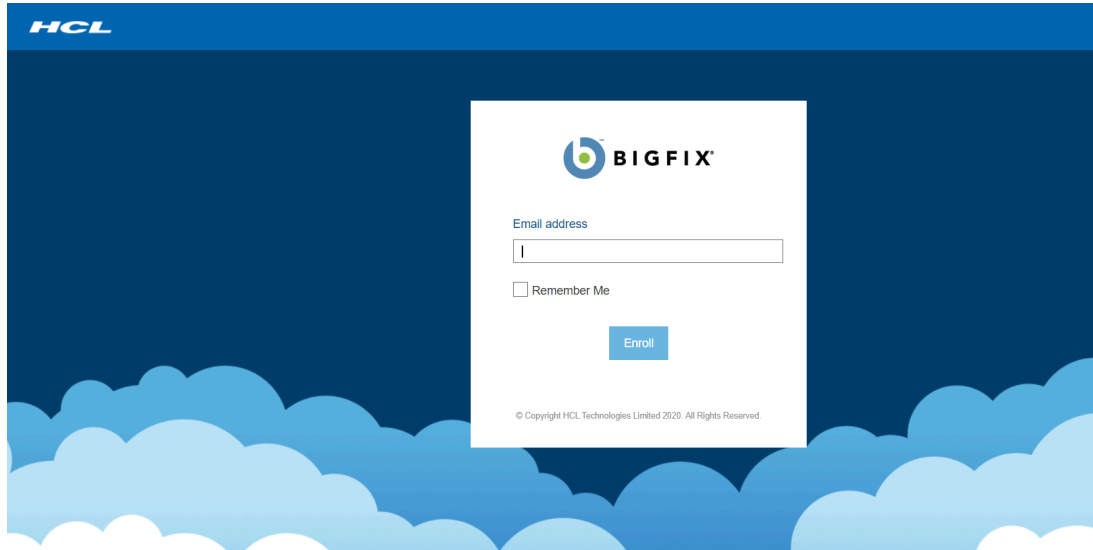 HCL
BIGFIX®
Email address
Remember Me
Enroll
© Copyright HCL Technologies Limited 2020. All Rights Reserved.